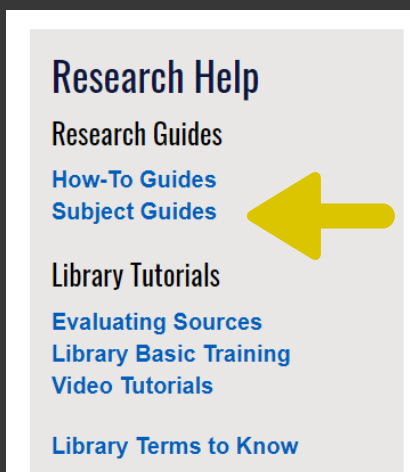 Research Help
Research Guides
How-To Guides
Subject Guides
Library Tutorials
Evaluating Sources
Library Basic Training
Video Tutorials
Library Terms to Know